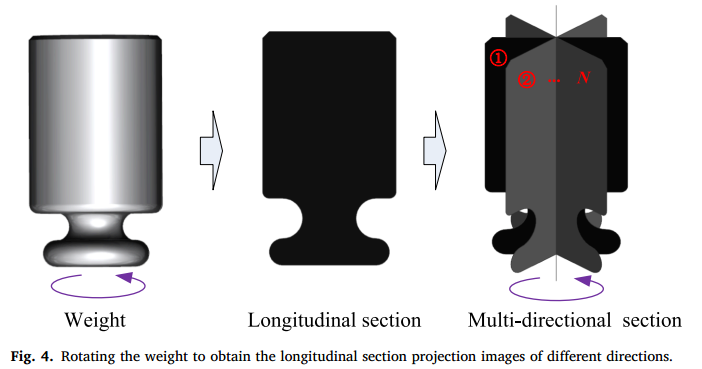 ① ② ... N
Weight
Longitudinal section
Multi-directional section
Fig. 4. Rotating the weight to obtain the longitudinal section projection images of different directions.